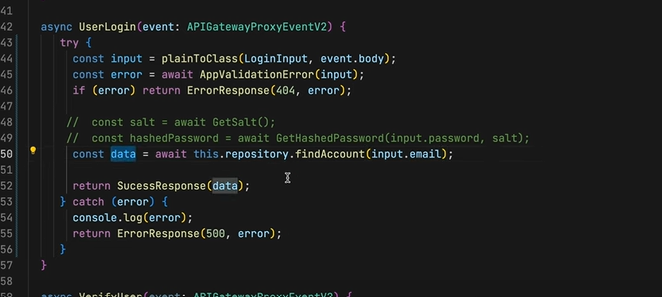 41
42 async UserLogin(event: APIGatewayProxyEventV2) {
43 try {
44 const input = plainToClass(LoginInput, event.body);
45 const error = await AppValidationError(input);
46 if (error) return ErrorResponse(404, error);
47
48 // const salt = await GetSalt();
49 // const hashedPassword = await GetHashedPassword(input.password, salt);
50 const data = await this.repository.findAccount(input.email);
51
52 return SucessResponse(data);
53 } catch (error) {
54 console.log(error);
55 return ErrorResponse(500, error);
56 }
57 }
58
59 async VerifyUser(event: APIGatewayProxyEventV2) {